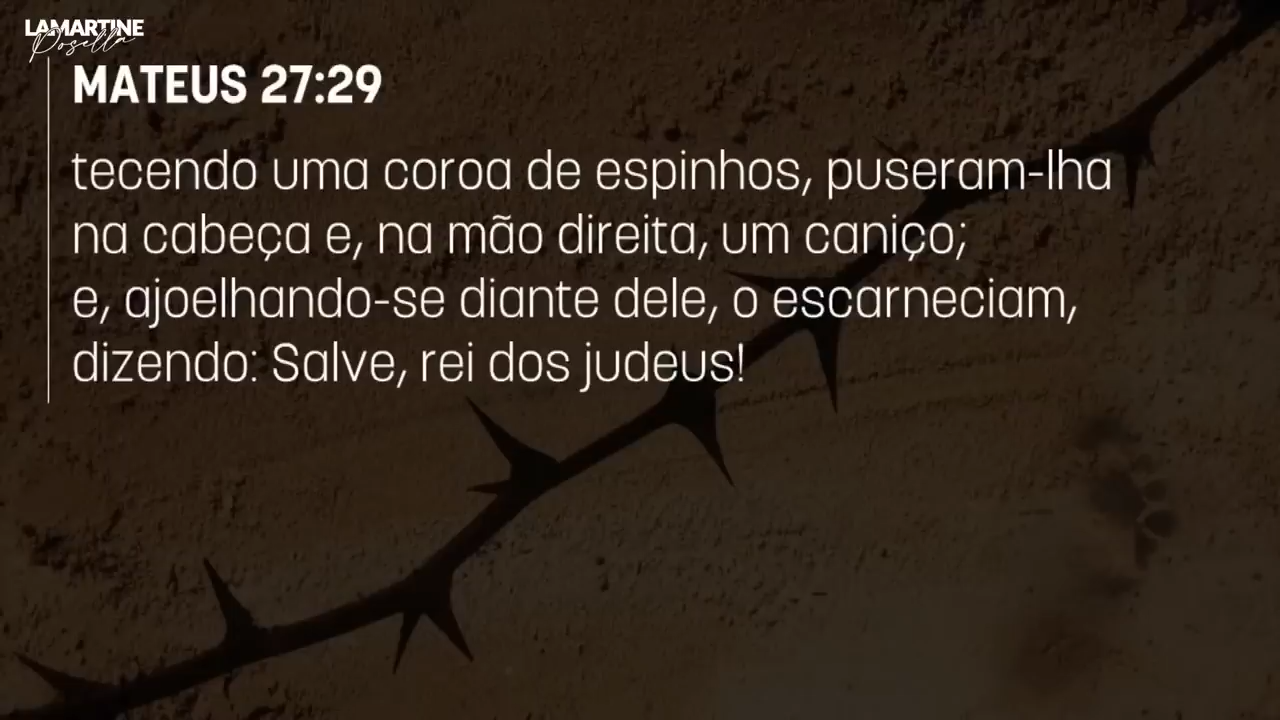 LAMARTINE
Posella
MATEUS 27:29
tecendo uma coroa de espinhos, puseram-lha
na cabeça e, na mão direita, um caniço;
e, ajoelhando-se diante dele, o escarneciam,
dizendo: Salve, rei dos judeus!